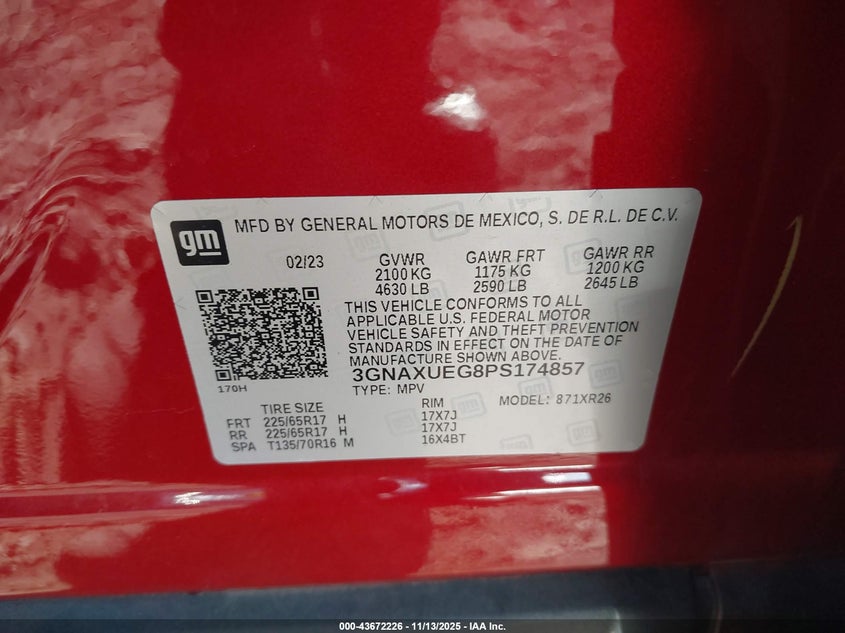 gm MFD BY GENERAL MOTORS DE MEXICO, S. DE R.L. DE C.V.
02/23 GVWR GAWR FRT GAWR RR
2100 KG 1175 KG 1200 KG
4630 LB 2590 LB 2645 LB
THIS VEHICLE CONFORMS TO ALL
APPLICABLE U.S. FEDERAL MOTOR
VEHICLE SAFETY AND THEFT PREVENTION
STANDARDS IN EFFECT ON THE DATE OF
MANUFACTURE SHOWN ABOVE.
170H
3GNAXUEG8PS174857
TYPE: MPV MODEL: 871XR26
TIRE SIZE RIM
FRT 225/65R17 H 17X7J
RR 225/65R17 H 17X7J
SPA T135/70R16 M 16X4BT
000-43672226 - 11/13/2025 - IAA Inc.